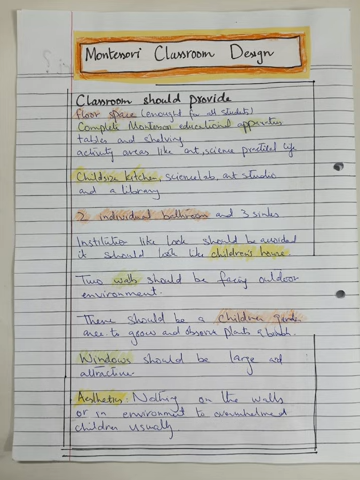 Montessori Classroom Design
Classroom should provide
Floor space (enought for all students)
Complete Montessori educational apparatus
tables and shelving
activity areas like art, science practical life
Childsize kitchen, science lab, art studio
and a library
2 individual bathroom and 3 sinks
Institution like look should be avoided
it should look like children's house
Two walls should be facing outdoor
environment.
There should be a children garden
area to grow and observe plants &
Windows should be large and
attractive
Aesthetics: Nothing on the walls
or in environment to overwhelmed
children usually